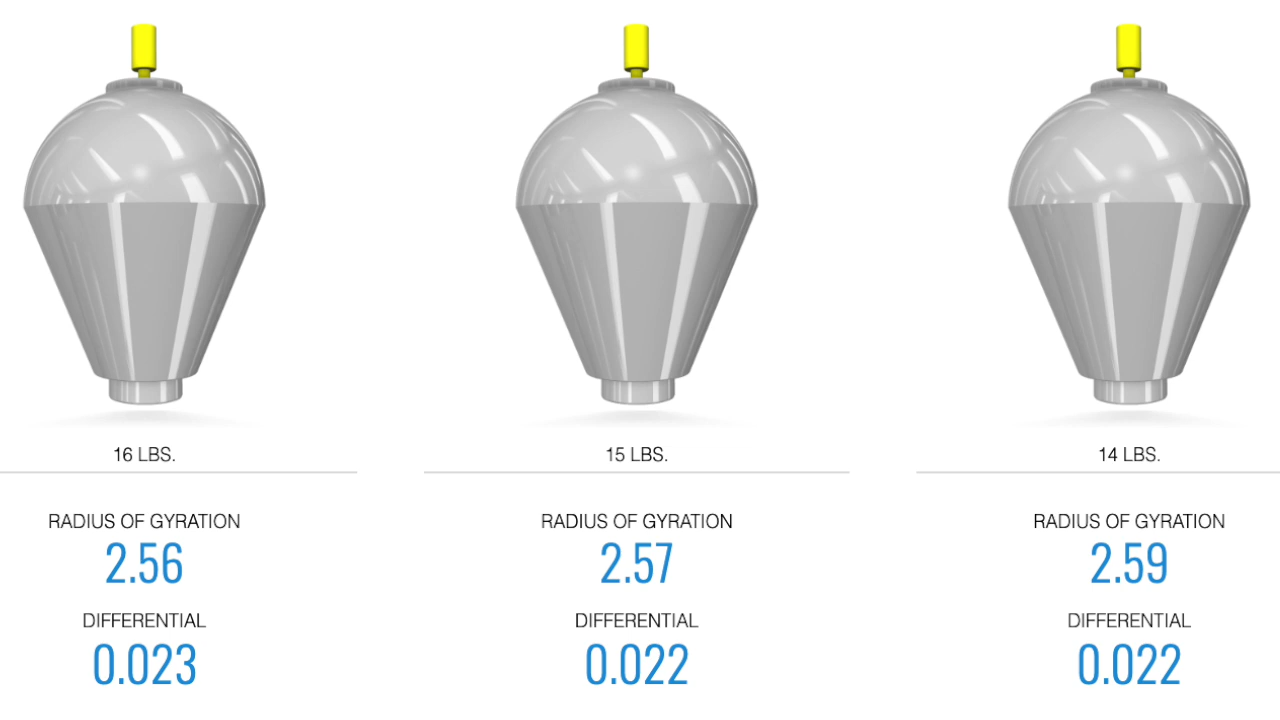 16 LBS.
15 LBS.
14 LBS.
RADIUS OF GYRATION
RADIUS OF GYRATION
RADIUS OF GYRATION
2.56
2.57
2.59
DIFFERENTIAL
DIFFERENTIAL
DIFFERENTIAL
0.023
0.022
0.022